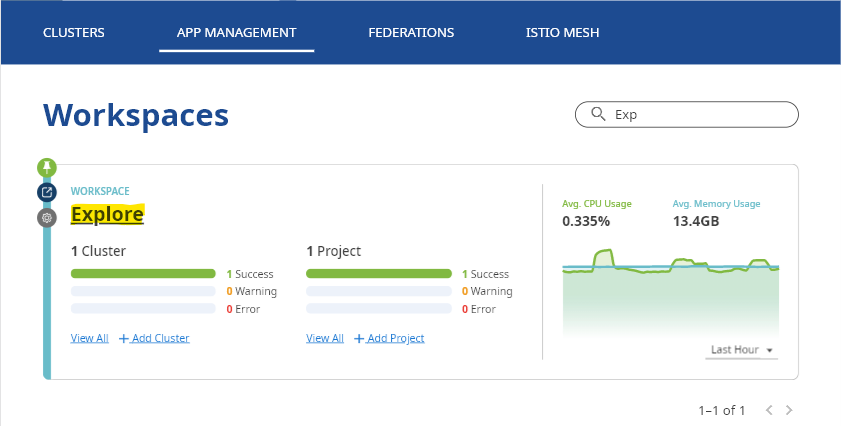 CLUSTERS APP MANAGEMENT FEDERATIONS ISTIO MESH
Workspaces
Exp
WORKSPACE
Explore
1 Cluster
1 Success
0 Warning
0 Error
View All + Add Cluster
1 Project
1 Success
0 Warning
0 Error
View All + Add Project
Avg. CPU Usage
0.335%
Avg. Memory Usage
13.4GB
Last Hour
1–1 of 1